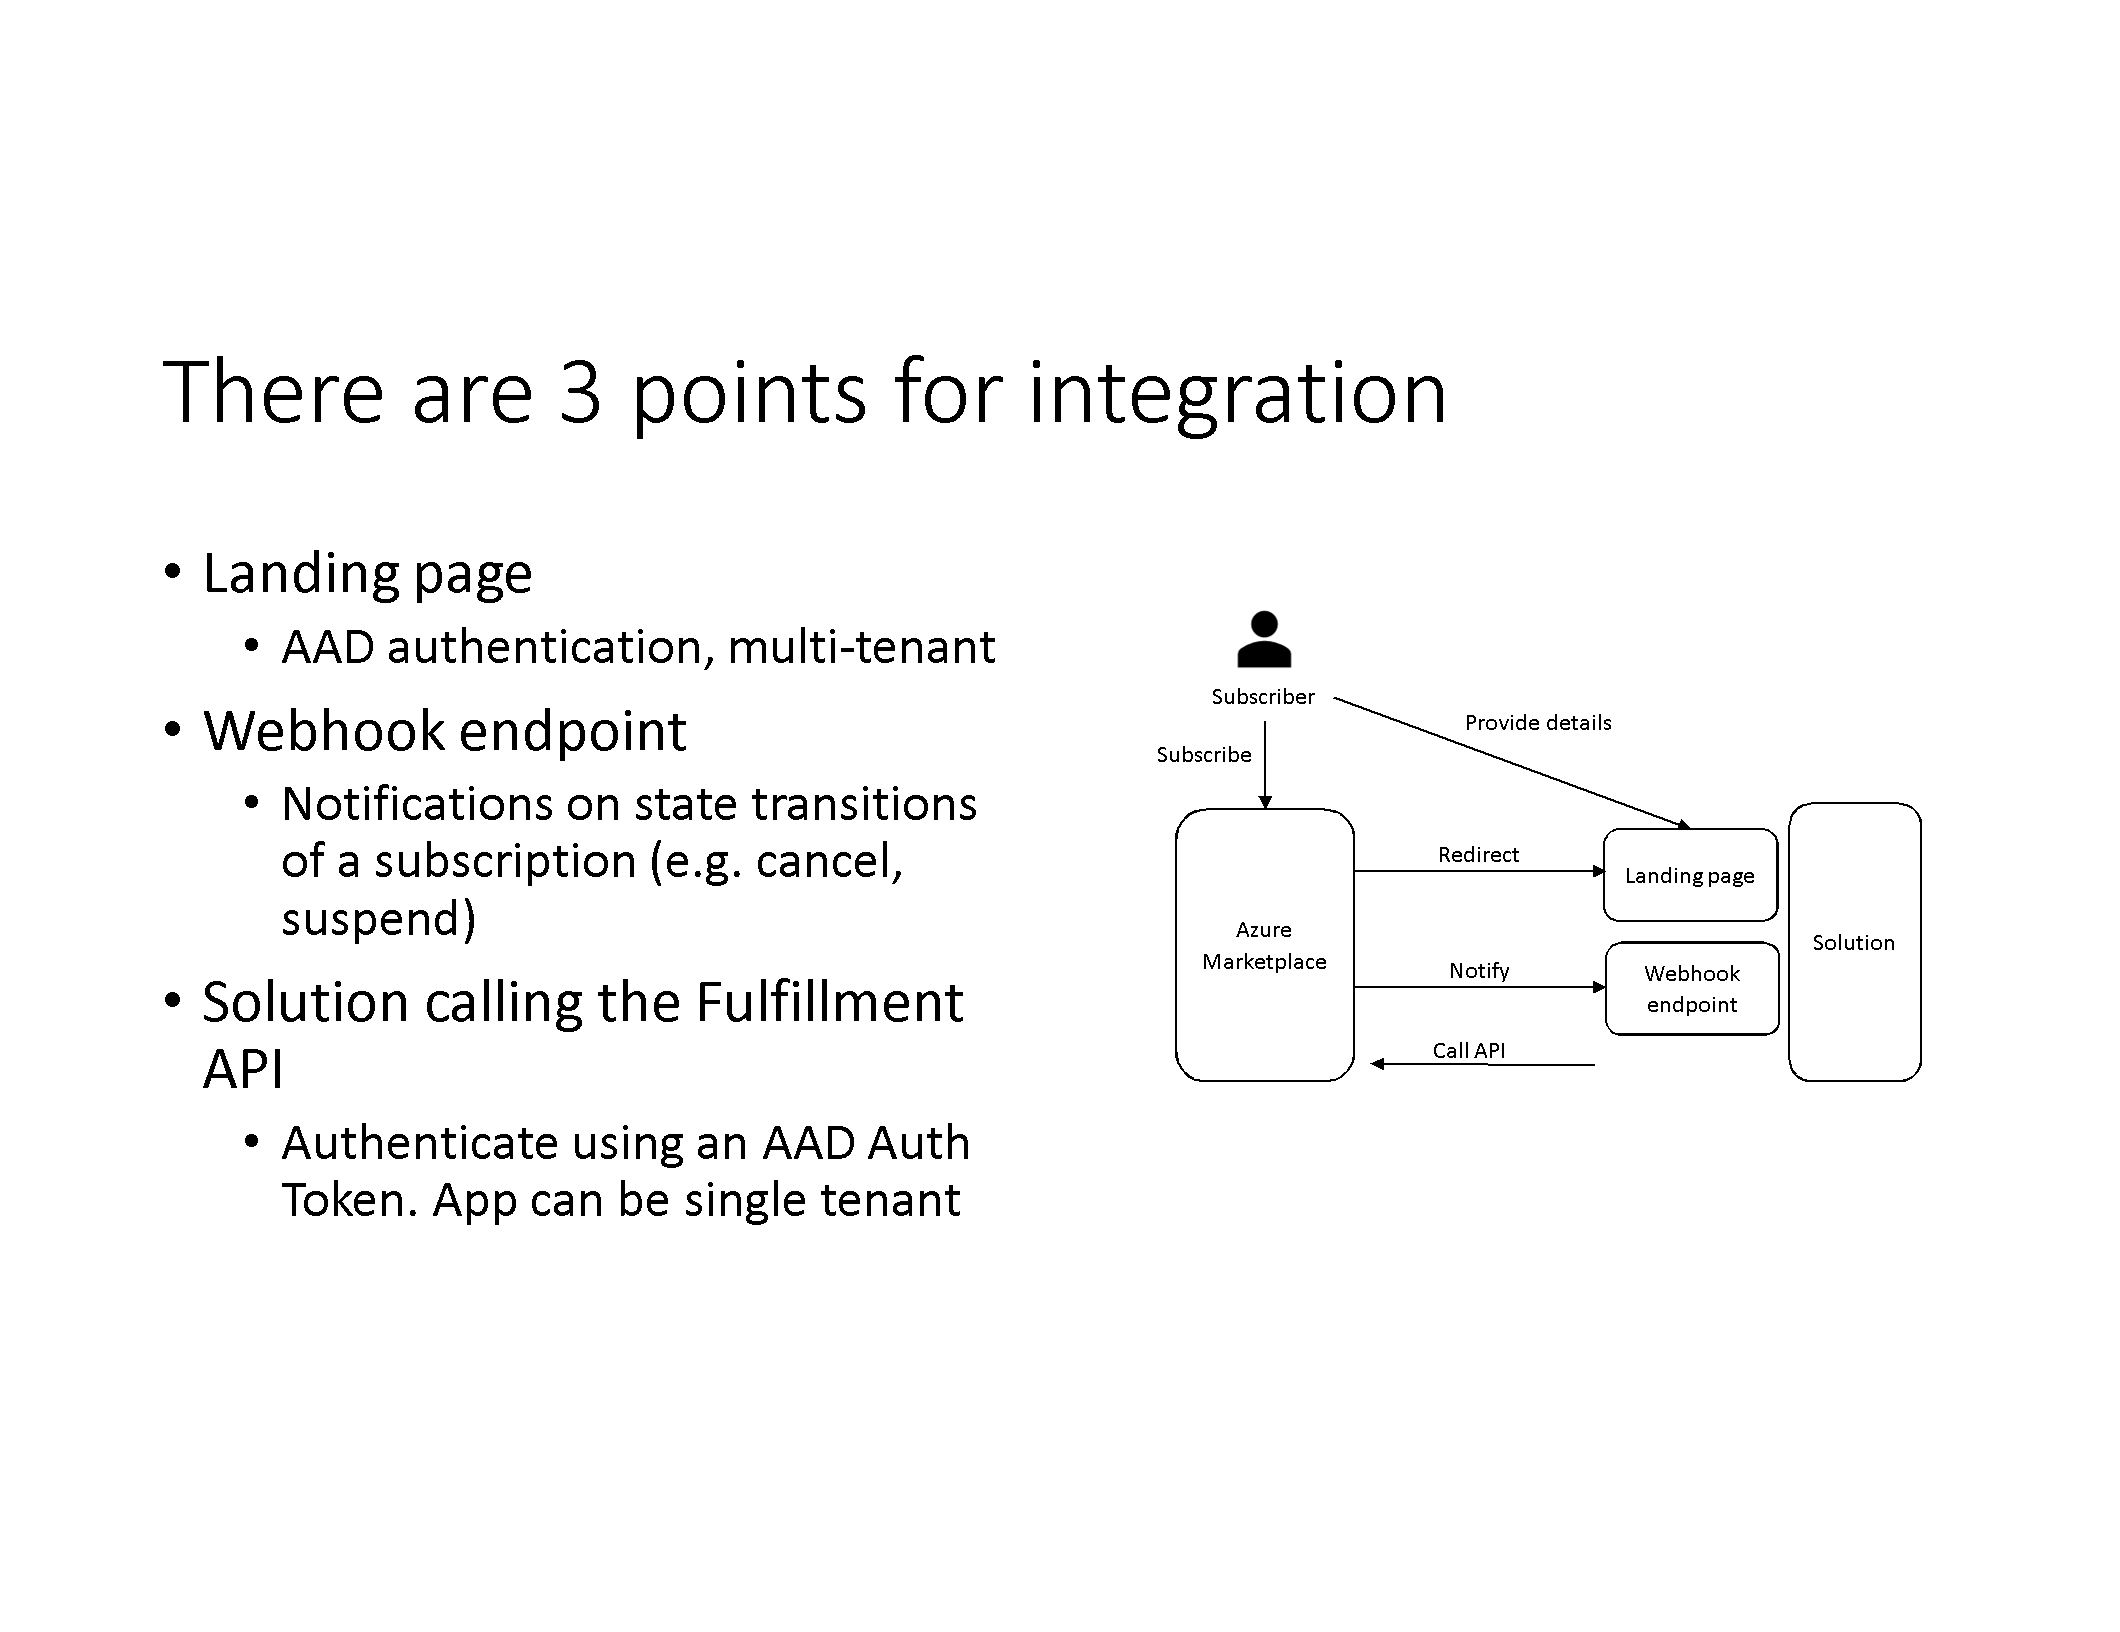 There are 3 points for integration
• Landing page
• AAD authentication, multi-tenant
• Webhook endpoint
• Notifications on state transitions
of a subscription (e.g. cancel,
suspend)
• Solution calling the Fulfillment
API
• Authenticate using an AAD Auth
Token. App can be single tenant
Subscriber
Provide details
Subscribe
Redirect
Landing page
Azure
Marketplace
Solution
Notify
Webhook
endpoint
Call API